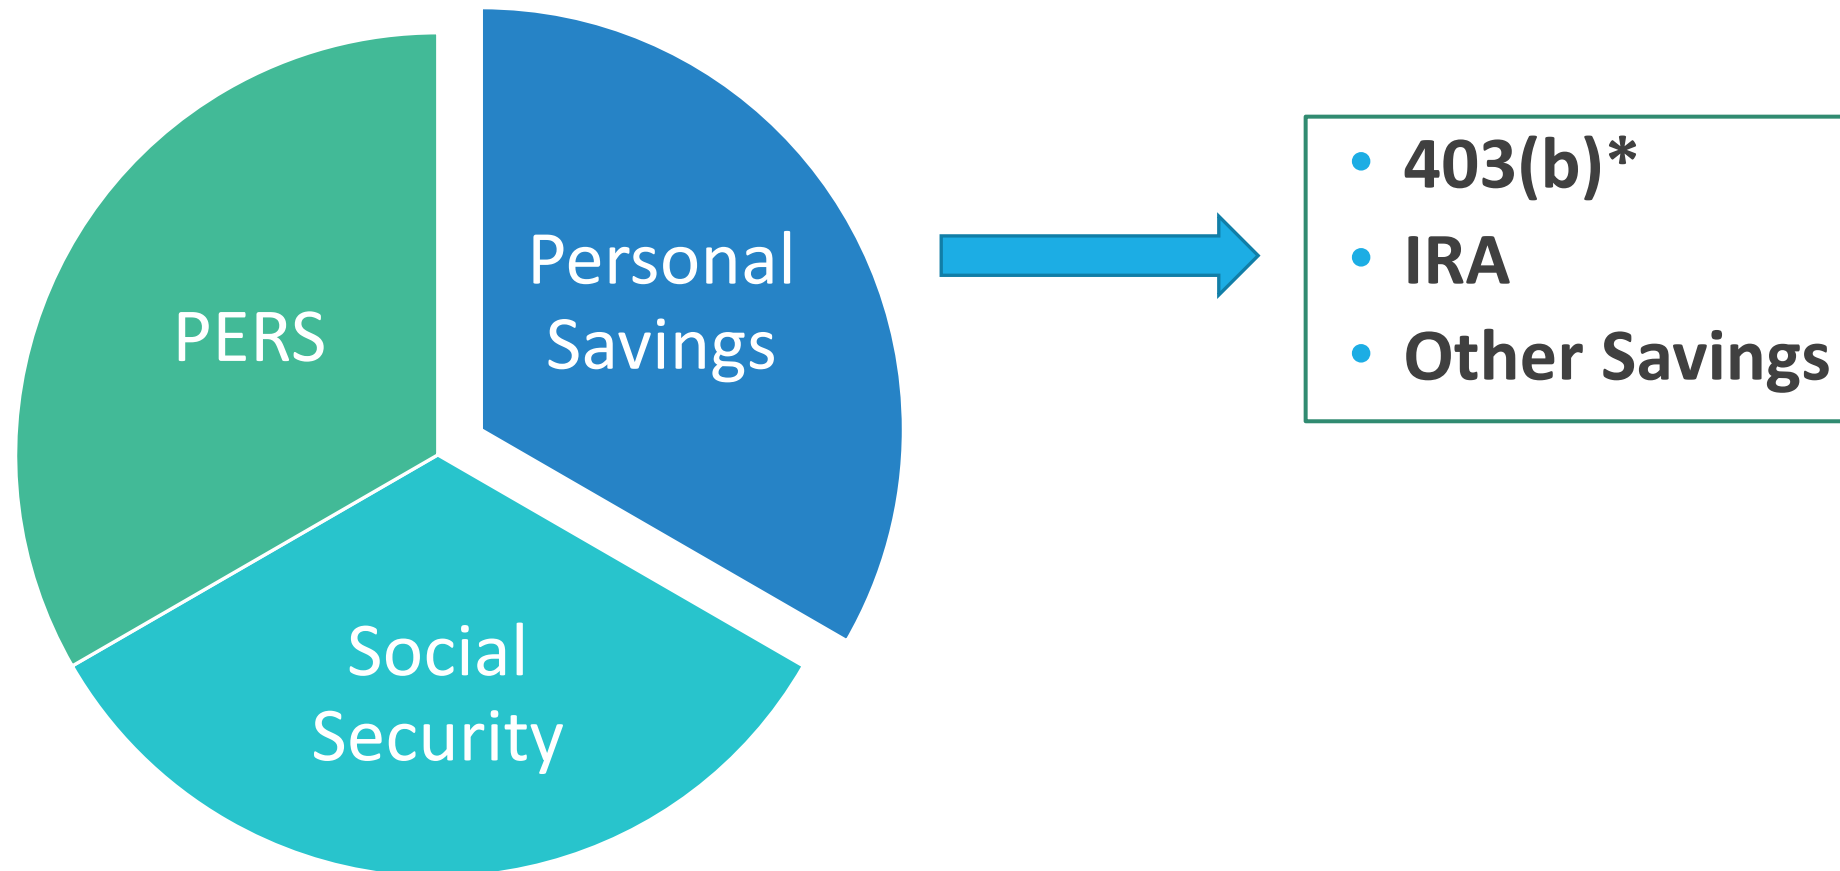 PERS
Personal
Savings
Social
Security
• 403(b)*
• IRA
• Other Savings